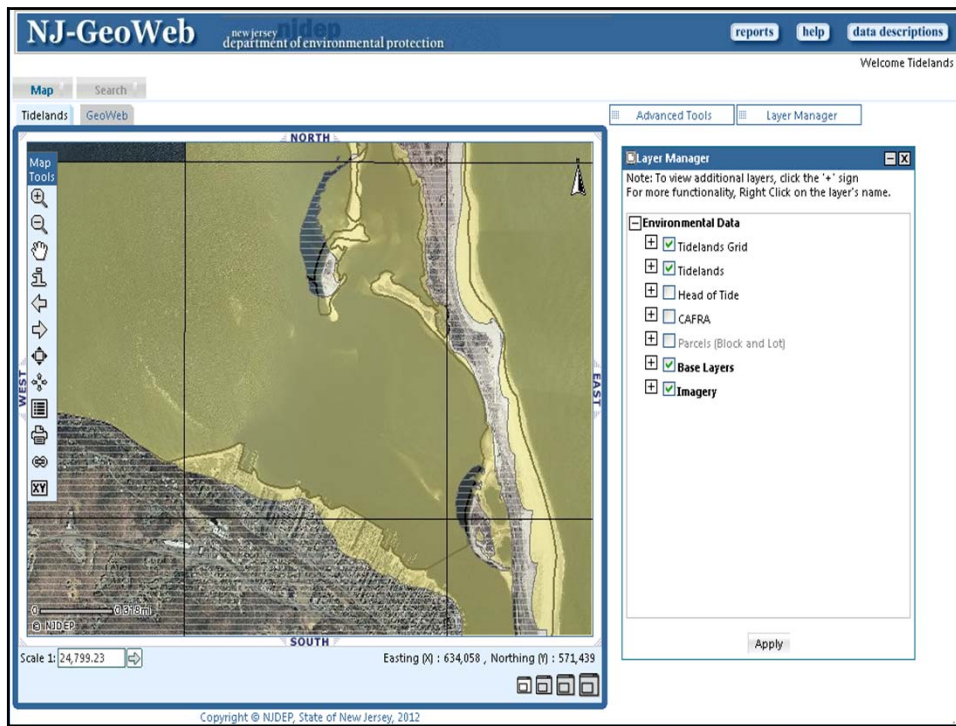 NJ-GeoWeb
njdep
new jersey
department of environmental protection
reports
help
data descriptions
Welcome Tidelands
Map
Search
Tidelands
GeoWeb
Advanced Tools
Layer Manager
NORTH
Map
Tools
WEST
EAST
XY
0
0.318mi
© NJDEP
SOUTH
Scale 1: 24,799.23
Easting (X) : 634,058 , Northing (Y) : 571,439
Layer Manager
Note: To view additional layers, click the '+' sign
For more functionality, Right Click on the layer's name.
Environmental Data
Tidelands Grid
Tidelands
Head of Tide
CAFRA
Parcels (Block and Lot)
Base Layers
Imagery
Apply
Copyright © NJDEP, State of New Jersey, 2012